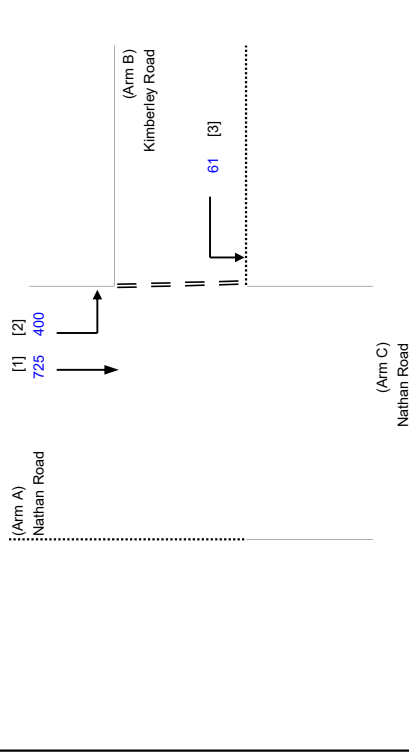 [1] [2]
725 400
(Arm A)
Nathan Road
(Arm B)
Kimberley Road
61 [3]
(Arm C)
Nathan Road